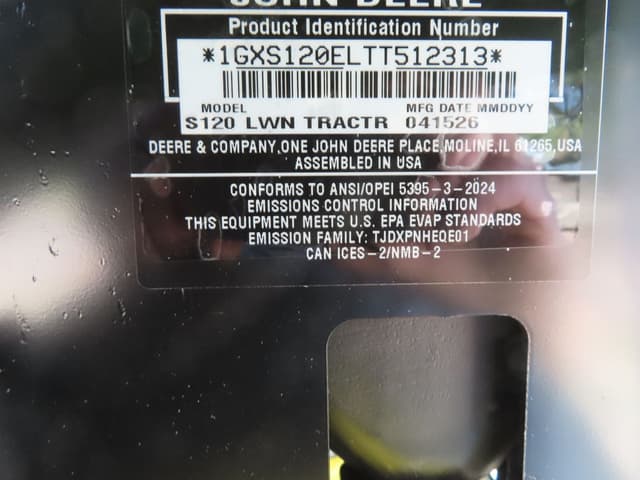 JOHN DEERE
Product Identification Number
*1GXS120ELTT512313*
MODEL MFG DATE MMDDYY
S120 LWN TRACTR 041526
DEERE & COMPANY,ONE JOHN DEERE PLACE,MOLINE,IL 61265,USA
ASSEMBLED IN USA
CONFORMS TO ANSI/OPEI 5395-3-2024
EMISSIONS CONTROL INFORMATION
THIS EQUIPMENT MEETS U.S. EPA EVAP STANDARDS
EMISSION FAMILY: TJDXPNHEQE01
CAN ICES-2/NMB-2